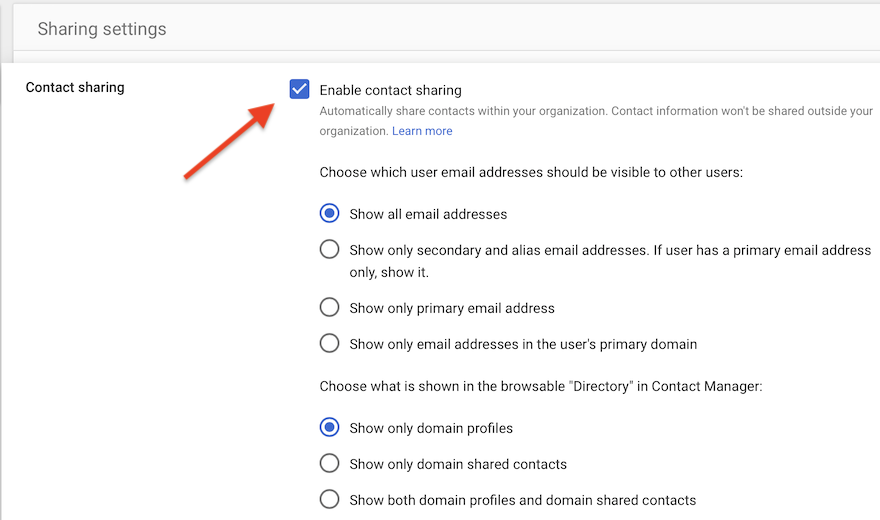 Sharing settings
Contact sharing
Enable contact sharing
Automatically share contacts within your organization. Contact information won't be shared outside your
organization. Learn more
Choose which user email addresses should be visible to other users:
Show all email addresses
Show only secondary and alias email addresses. If user has a primary email address
only, show it.
Show only primary email address
Show only email addresses in the user's primary domain
Choose what is shown in the browsable "Directory" in Contact Manager:
Show only domain profiles
Show only domain shared contacts
Show both domain profiles and domain shared contacts